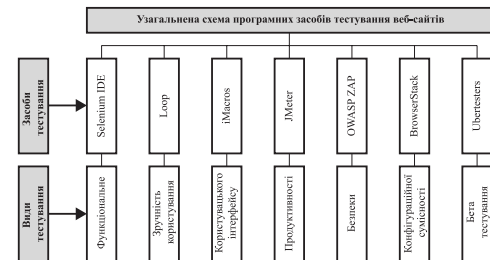 Узагальнена схема програмних засобів тестування веб-сайтів
Засоби
тестування
Selenium IDE
Loop
iMacros
JMeter
OWASP ZAP
BrowserStack
Ubertesters
Види
тестування
Функціональне
Зручність
користування
Користувацького
інтерфейсу
Продуктивності
Безпеки
Конфігураційної
сумісності
Бета
тестування